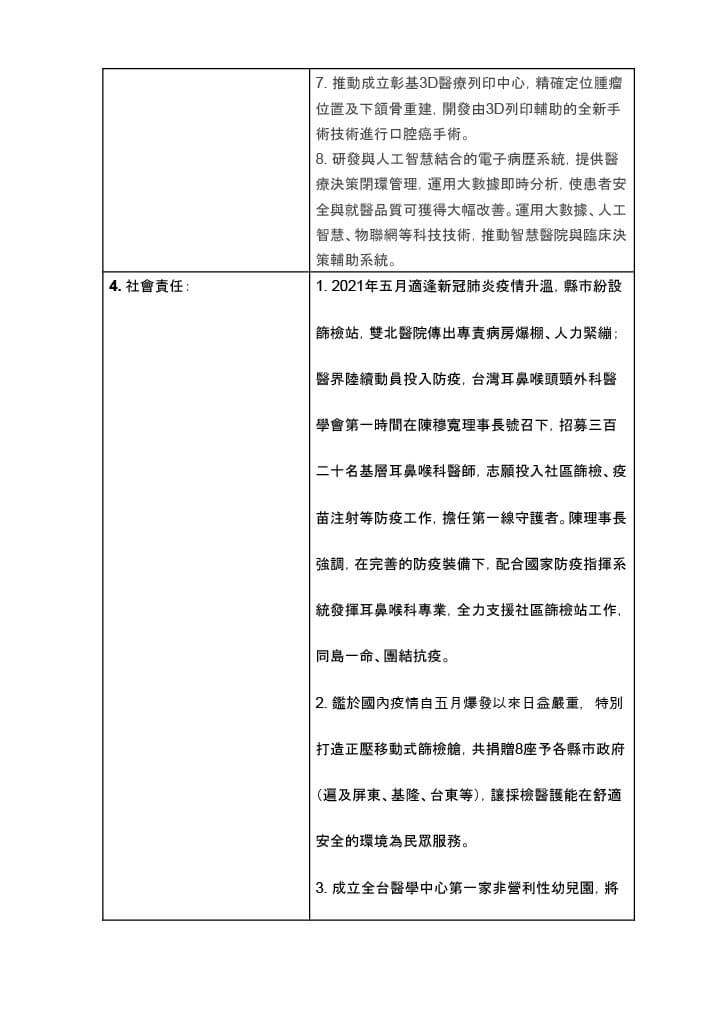 7. 推動成立彰基3D醫療列印中心，精確定位腫瘤
位置及下頷骨重建，開發由3D列印輔助的全新手
術技術進行口腔癌手術。
8. 研發與人工智慧結合的電子病歷系統，提供醫
療決策閉環管理，運用大數據即時分析，使患者安
全與就醫品質可獲得大幅改善。運用大數據、人工
智慧、物聯網等科技技術，推動智慧醫院與臨床決
策輔助系統。
4. 社會責任：
1. 2021年五月適逢新冠肺炎疫情升溫，縣市紛設
篩檢站，雙北醫院傳出專責病房爆棚、人力緊繃；
醫界陸續動員投入防疫，台灣耳鼻喉頭頸外科醫
學會第一時間在陳穆寬理事長號召下，招募三百
二十名基層耳鼻喉科醫師，志願投入社區篩檢、疫
苗注射等防疫工作，擔任第一線守護者。陳理事長
強調，在完善的防疫裝備下，配合國家防疫指揮系
統發揮耳鼻喉科專業，全力支援社區篩檢站工作，
同島一命、團結抗疫。
2. 鑑於國內疫情自五月爆發以來日益嚴重， 特別
打造正壓移動式篩檢艙，共捐贈8座予各縣市政府
（遍及屏東、基隆、台東等），讓採檢醫護能在舒適
安全的環境為民眾服務。
3. 成立全台醫學中心第一家非營利性幼兒園，將